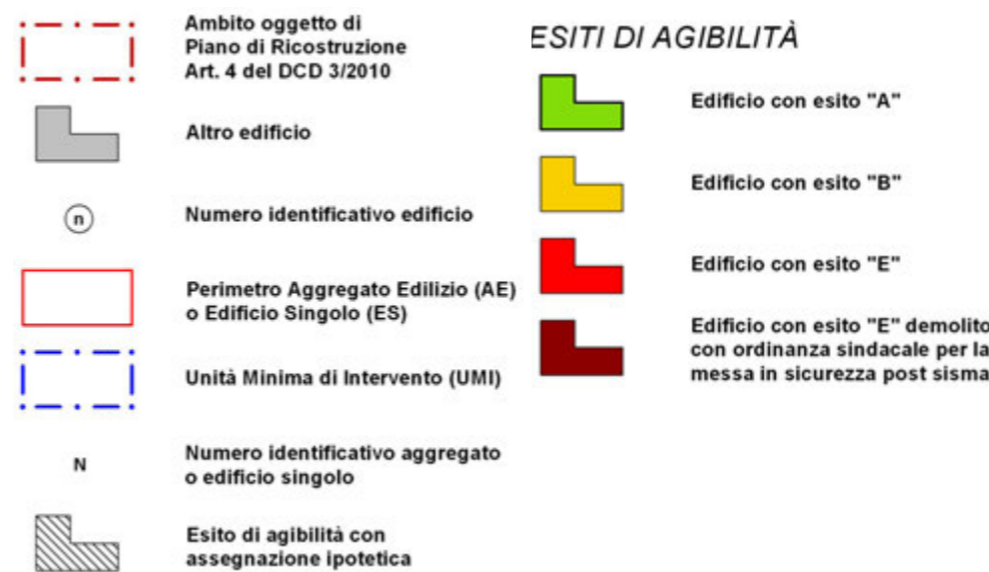 Ambito oggetto di
Piano di Ricostruzione
Art. 4 del DCD 3/2010
Altro edificio
n
Numero identificativo edificio
Perimetro Aggregato Edilizio (AE)
o Edificio Singolo (ES)
Unità Minima di Intervento (UMI)
N
Numero identificativo aggregato
o edificio singolo
Esito di agibilità con
assegnazione ipotetica
ESITI DI AGIBILITÀ
Edificio con esito "A"
Edificio con esito "B"
Edificio con esito "E"
Edificio con esito "E" demolito
con ordinanza sindacale per la
messa in sicurezza post sisma